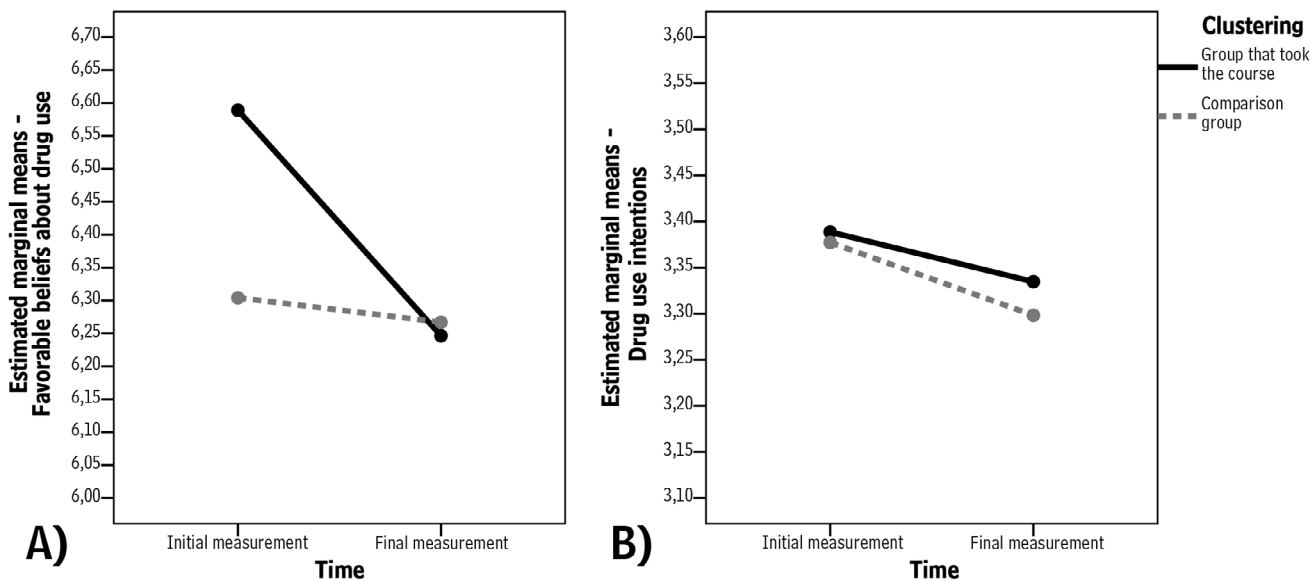 Estimated marginal means –
Favorable beliefs about drug use
6,70
6,65
6,60
6,55
6,50
6,45
6,40
6,35
6,30
6,25
6,20
6,15
6,10
6,05
6,00
Initial measurement
Final measurement
Time
A)
Estimated marginal means –
Drug use intentions
3,60
3,55
3,50
3,45
3,40
3,35
3,30
3,25
3,20
3,15
3,10
Initial measurement
Final measurement
Time
B)
Clustering
Group that took
the course
Comparison
group